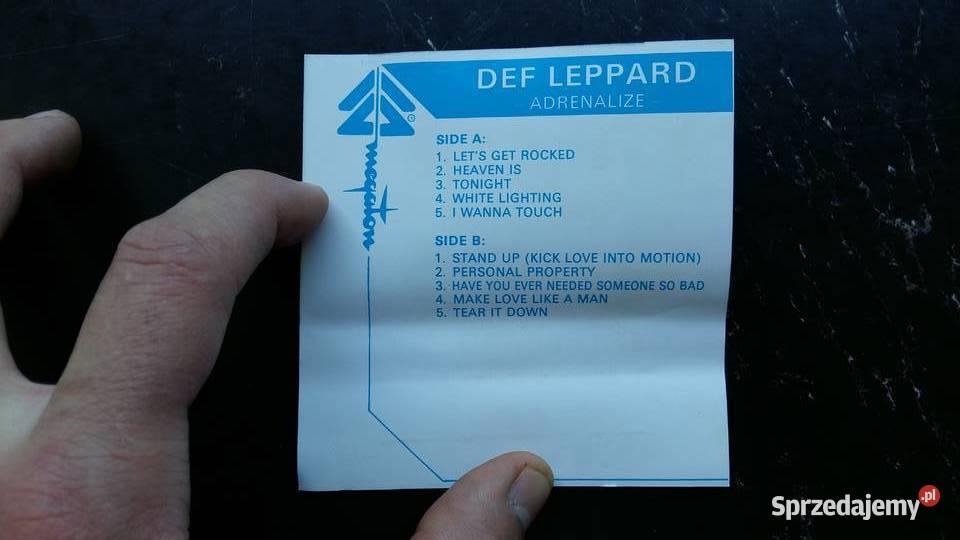 DEF LEPPARD
ADRENALIZE
megaton
SIDE A:
1. LET'S GET ROCKED
2. HEAVEN IS
3. TONIGHT
4. WHITE LIGHTING
5. I WANNA TOUCH
SIDE B:
1. STAND UP (KICK LOVE INTO MOTION)
2. PERSONAL PROPERTY
3. HAVE YOU EVER NEEDED SOMEONE SO BAD
4. MAKE LOVE LIKE A MAN
5. TEAR IT DOWN
Sprzedajemy.pl